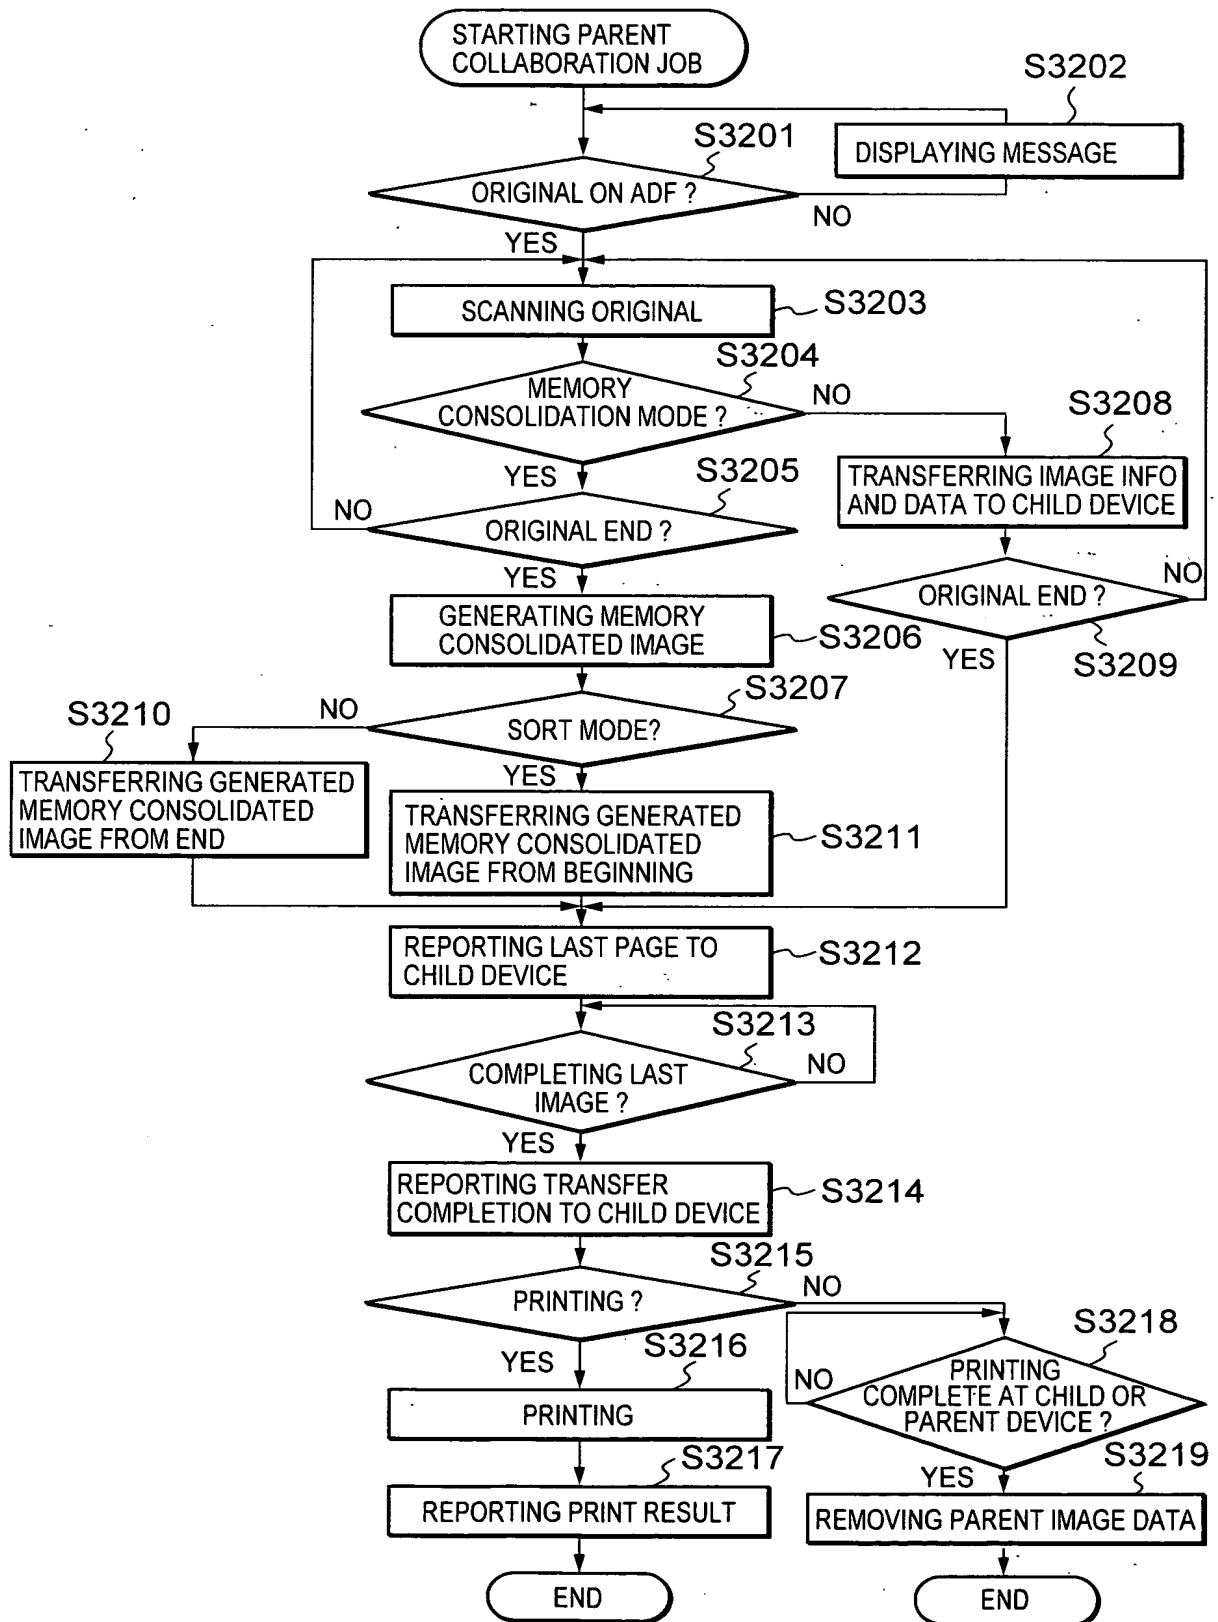 STARTING PARENT
COLLABORATION JOB
S3202
DISPLAYING MESSAGE
S3201
ORIGINAL ON ADF ?
NO
YES
SCANNING ORIGINAL
S3203
S3204
MEMORY
CONSOLIDATION MODE ?
NO
YES
S3208
TRANSFERRING IMAGE INFO
AND DATA TO CHILD DEVICE
S3205
NO
ORIGINAL END ?
YES
NO
ORIGINAL END ?
S3209
YES
GENERATING MEMORY
CONSOLIDATED IMAGE
S3206
S3207
NO
SORT MODE?
YES
S3210
TRANSFERRING GENERATED
MEMORY CONSOLIDATED
IMAGE FROM END
TRANSFERRING GENERATED
MEMORY CONSOLIDATED
IMAGE FROM BEGINNING
S3211
REPORTING LAST PAGE TO
CHILD DEVICE
S3212
S3213
COMPLETING LAST
IMAGE ?
NO
YES
REPORTING TRANSFER
COMPLETION TO CHILD DEVICE
S3214
S3215
PRINTING ?
NO
YES
S3216
PRINTING
S3217
REPORTING PRINT RESULT
END
S3218
PRINTING
COMPLETE AT CHILD OR
PARENT DEVICE ?
NO
YES
S3219
REMOVING PARENT IMAGE DATA
END